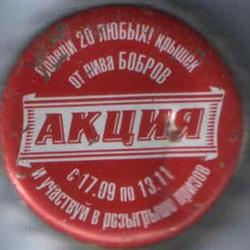 Собери 20 ЛЮБЫХ! крышек
от пива БОБРОВ
АКЦИЯ
с 17.09 по 13.11
и участвуй в розыгрыше призов